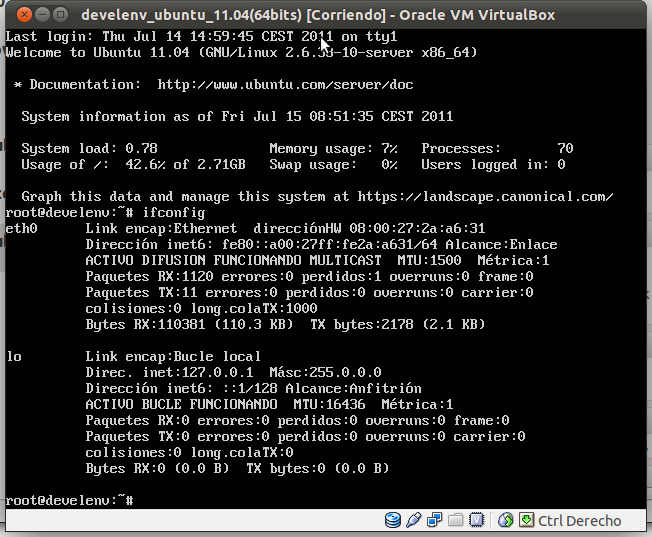 develenv_ubuntu_11.04(64bits) [Corriendo] - Oracle VM VirtualBox
Last login: Thu Jul 14 14:59:45 CEST 2011 on tty1
Welcome to Ubuntu 11.04 (GNU/Linux 2.6.38-10-server x86_64)
* Documentation:  http://www.ubuntu.com/server/doc
System information as of Fri Jul 15 08:51:35 CEST 2011
System load: 0.78              Memory usage: 7%   Processes:       70
Usage of /:  42.6% of 2.71GB   Swap usage:   0%   Users logged in: 0
Graph this data and manage this system at https://landscape.canonical.com/
root@develenv:~# ifconfig
eth0      Link encap:Ethernet  direcciónHW 08:00:27:2a:a6:31
Dirección inet6: fe80::a00:27ff:fe2a:a631/64 Alcance:Enlace
ACTIVO DIFUSION FUNCIONANDO MULTICAST  MTU:1500  Métrica:1
Paquetes RX:1120 errores:0 perdidos:1 overruns:0 frame:0
Paquetes TX:11 errores:0 perdidos:0 overruns:0 carrier:0
colisiones:0 long.colaTX:1000
Bytes RX:110381 (110.3 KB)  TX bytes:2178 (2.1 KB)
lo        Link encap:Bucle local
Direc. inet:127.0.0.1  Másc:255.0.0.0
Dirección inet6: ::1/128 Alcance:Anfitrión
ACTIVO BUCLE FUNCIONANDO  MTU:16436  Métrica:1
Paquetes RX:0 errores:0 perdidos:0 overruns:0 frame:0
Paquetes TX:0 errores:0 perdidos:0 overruns:0 carrier:0
colisiones:0 long.colaTX:0
Bytes RX:0 (0.0 B)  TX bytes:0 (0.0 B)
root@develenv:~#
Ctrl Derecho